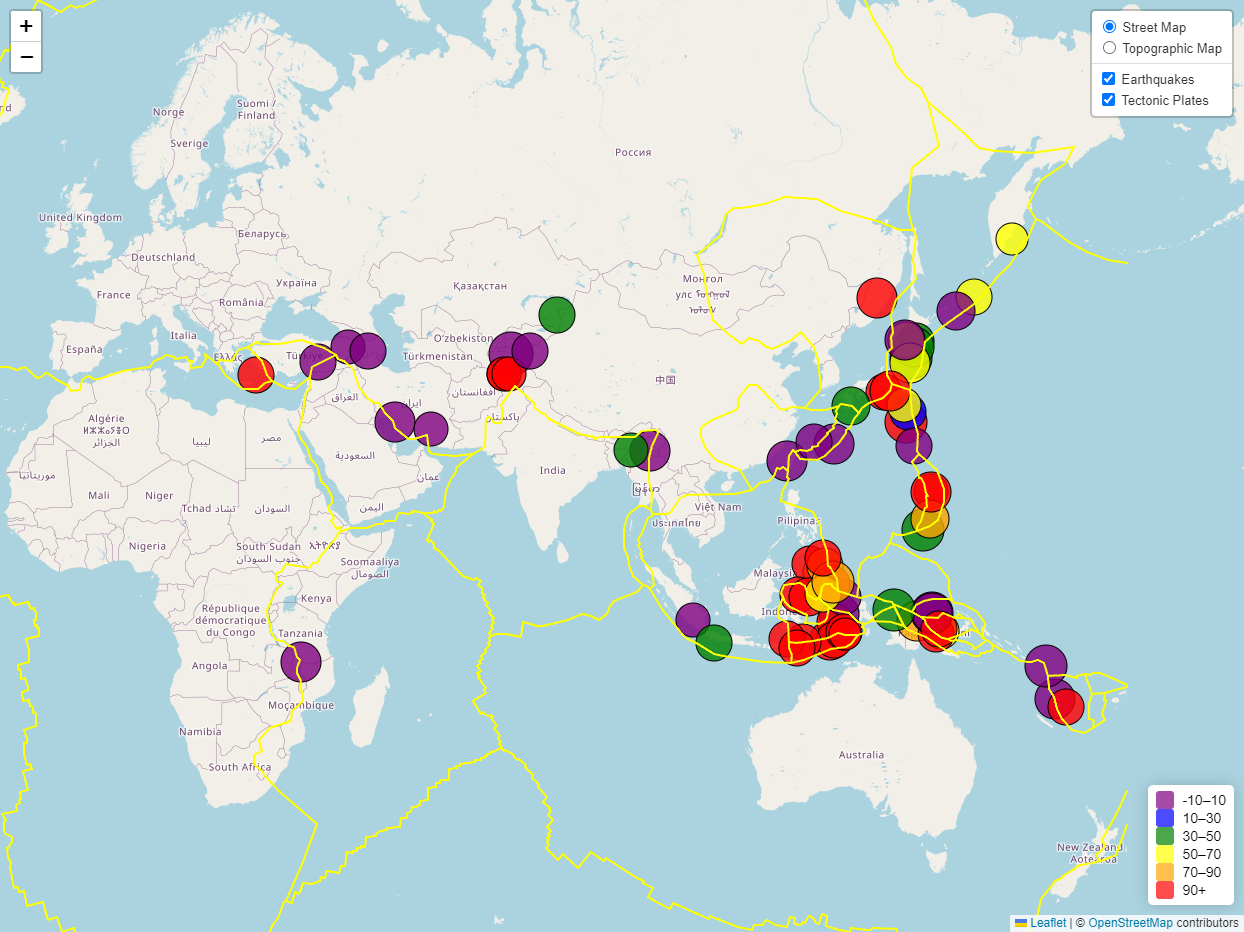 +
−
Street Map
Topographic Map
Earthquakes
Tectonic Plates
Norge
Suomi /
Finland
Sverige
Россия
United Kingdom
Беларусь
Deutschland
Україна
France
România
Қазақстан
Монгол
улс
Italia
España
O'zbekiston
Türkmenistan
افغانستان
العراق
ایران
中国
پاکستان
Algérie
ⵍⵣⵣⴰⵢⴻⵔ
الجزائر
ليبيا
مصر
السعودية
موريتانيا
عمان
India
Mali
Niger
Tchad تشاد
السودان
اليمن
Việt Nam
ประเทศไทย
Pilipinas
Nigeria
South Sudan
جنوب السودان
ኢትዮጵያ
Soomaaliya
الصومال
Malaysia
Kenya
République
démocratique
du Congo
Tanzania
Angola
Moçambique
Namibia
South Africa
Australia
New Zealand
Aotearoa
-10–10
10–30
30–50
50–70
70–90
90+
Leaflet | © OpenStreetMap contributors